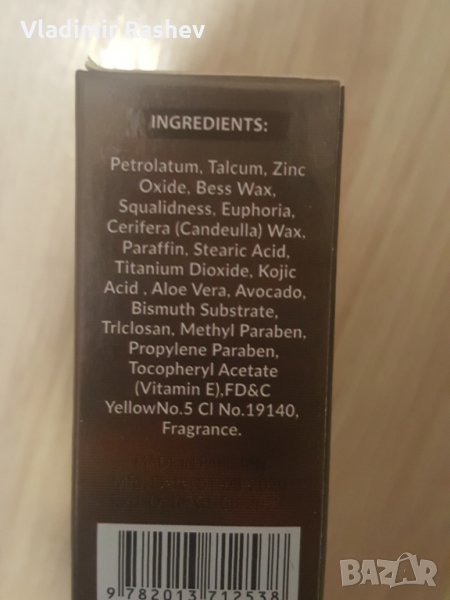 Vladimir Rashev
INGREDIENTS:
Petrolatum, Talcum, Zinc
Oxide, Bess Wax,
Squalidness, Euphoria,
Cerifera (Candeulla) Wax,
Paraffin, Stearic Acid,
Titanium Dioxide, Kojic
Acid , Aloe Vera, Avocado,
Bismuth Substrate,
Trlclosan, Methyl Paraben,
Propylene Paraben,
Tocopheryl Acetate
(Vitamin E),FD&C
YellowNo.5 Cl No.19140,
Fragrance.
9 782013 712538
BAZAR